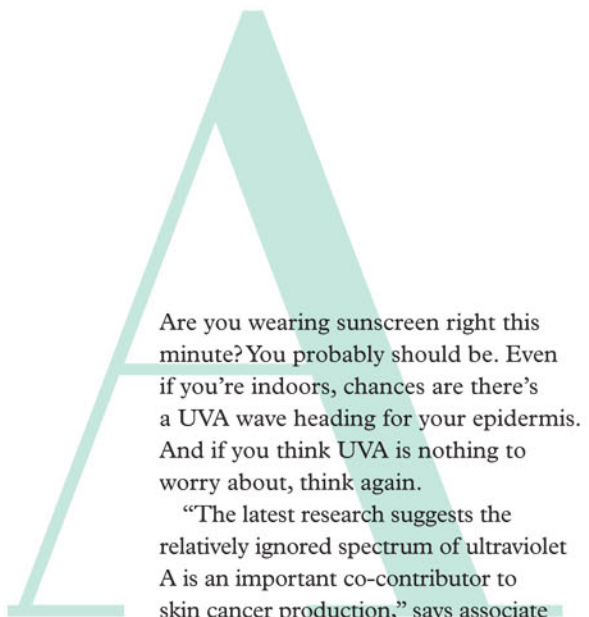 A
Are you wearing sunscreen right this
minute? You probably should be. Even
if you’re indoors, chances are there’s
a UVA wave heading for your epidermis.
And if you think UVA is nothing to
worry about, think again.
“The latest research suggests the
relatively ignored spectrum of ultraviolet
A is an important co-contributor to
skin cancer production,” says associate